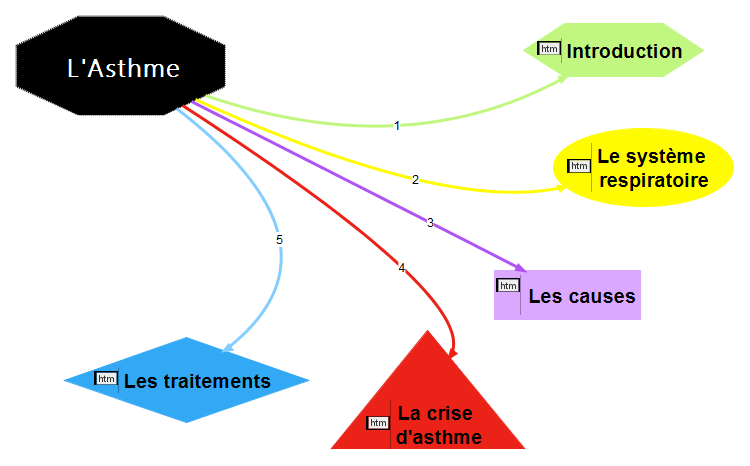 L'Asthme
htm Introduction
1
htm Le système
respiratoire
2
3
htm Les causes
4
5
htm Les traitements
htm La crise
d'asthme